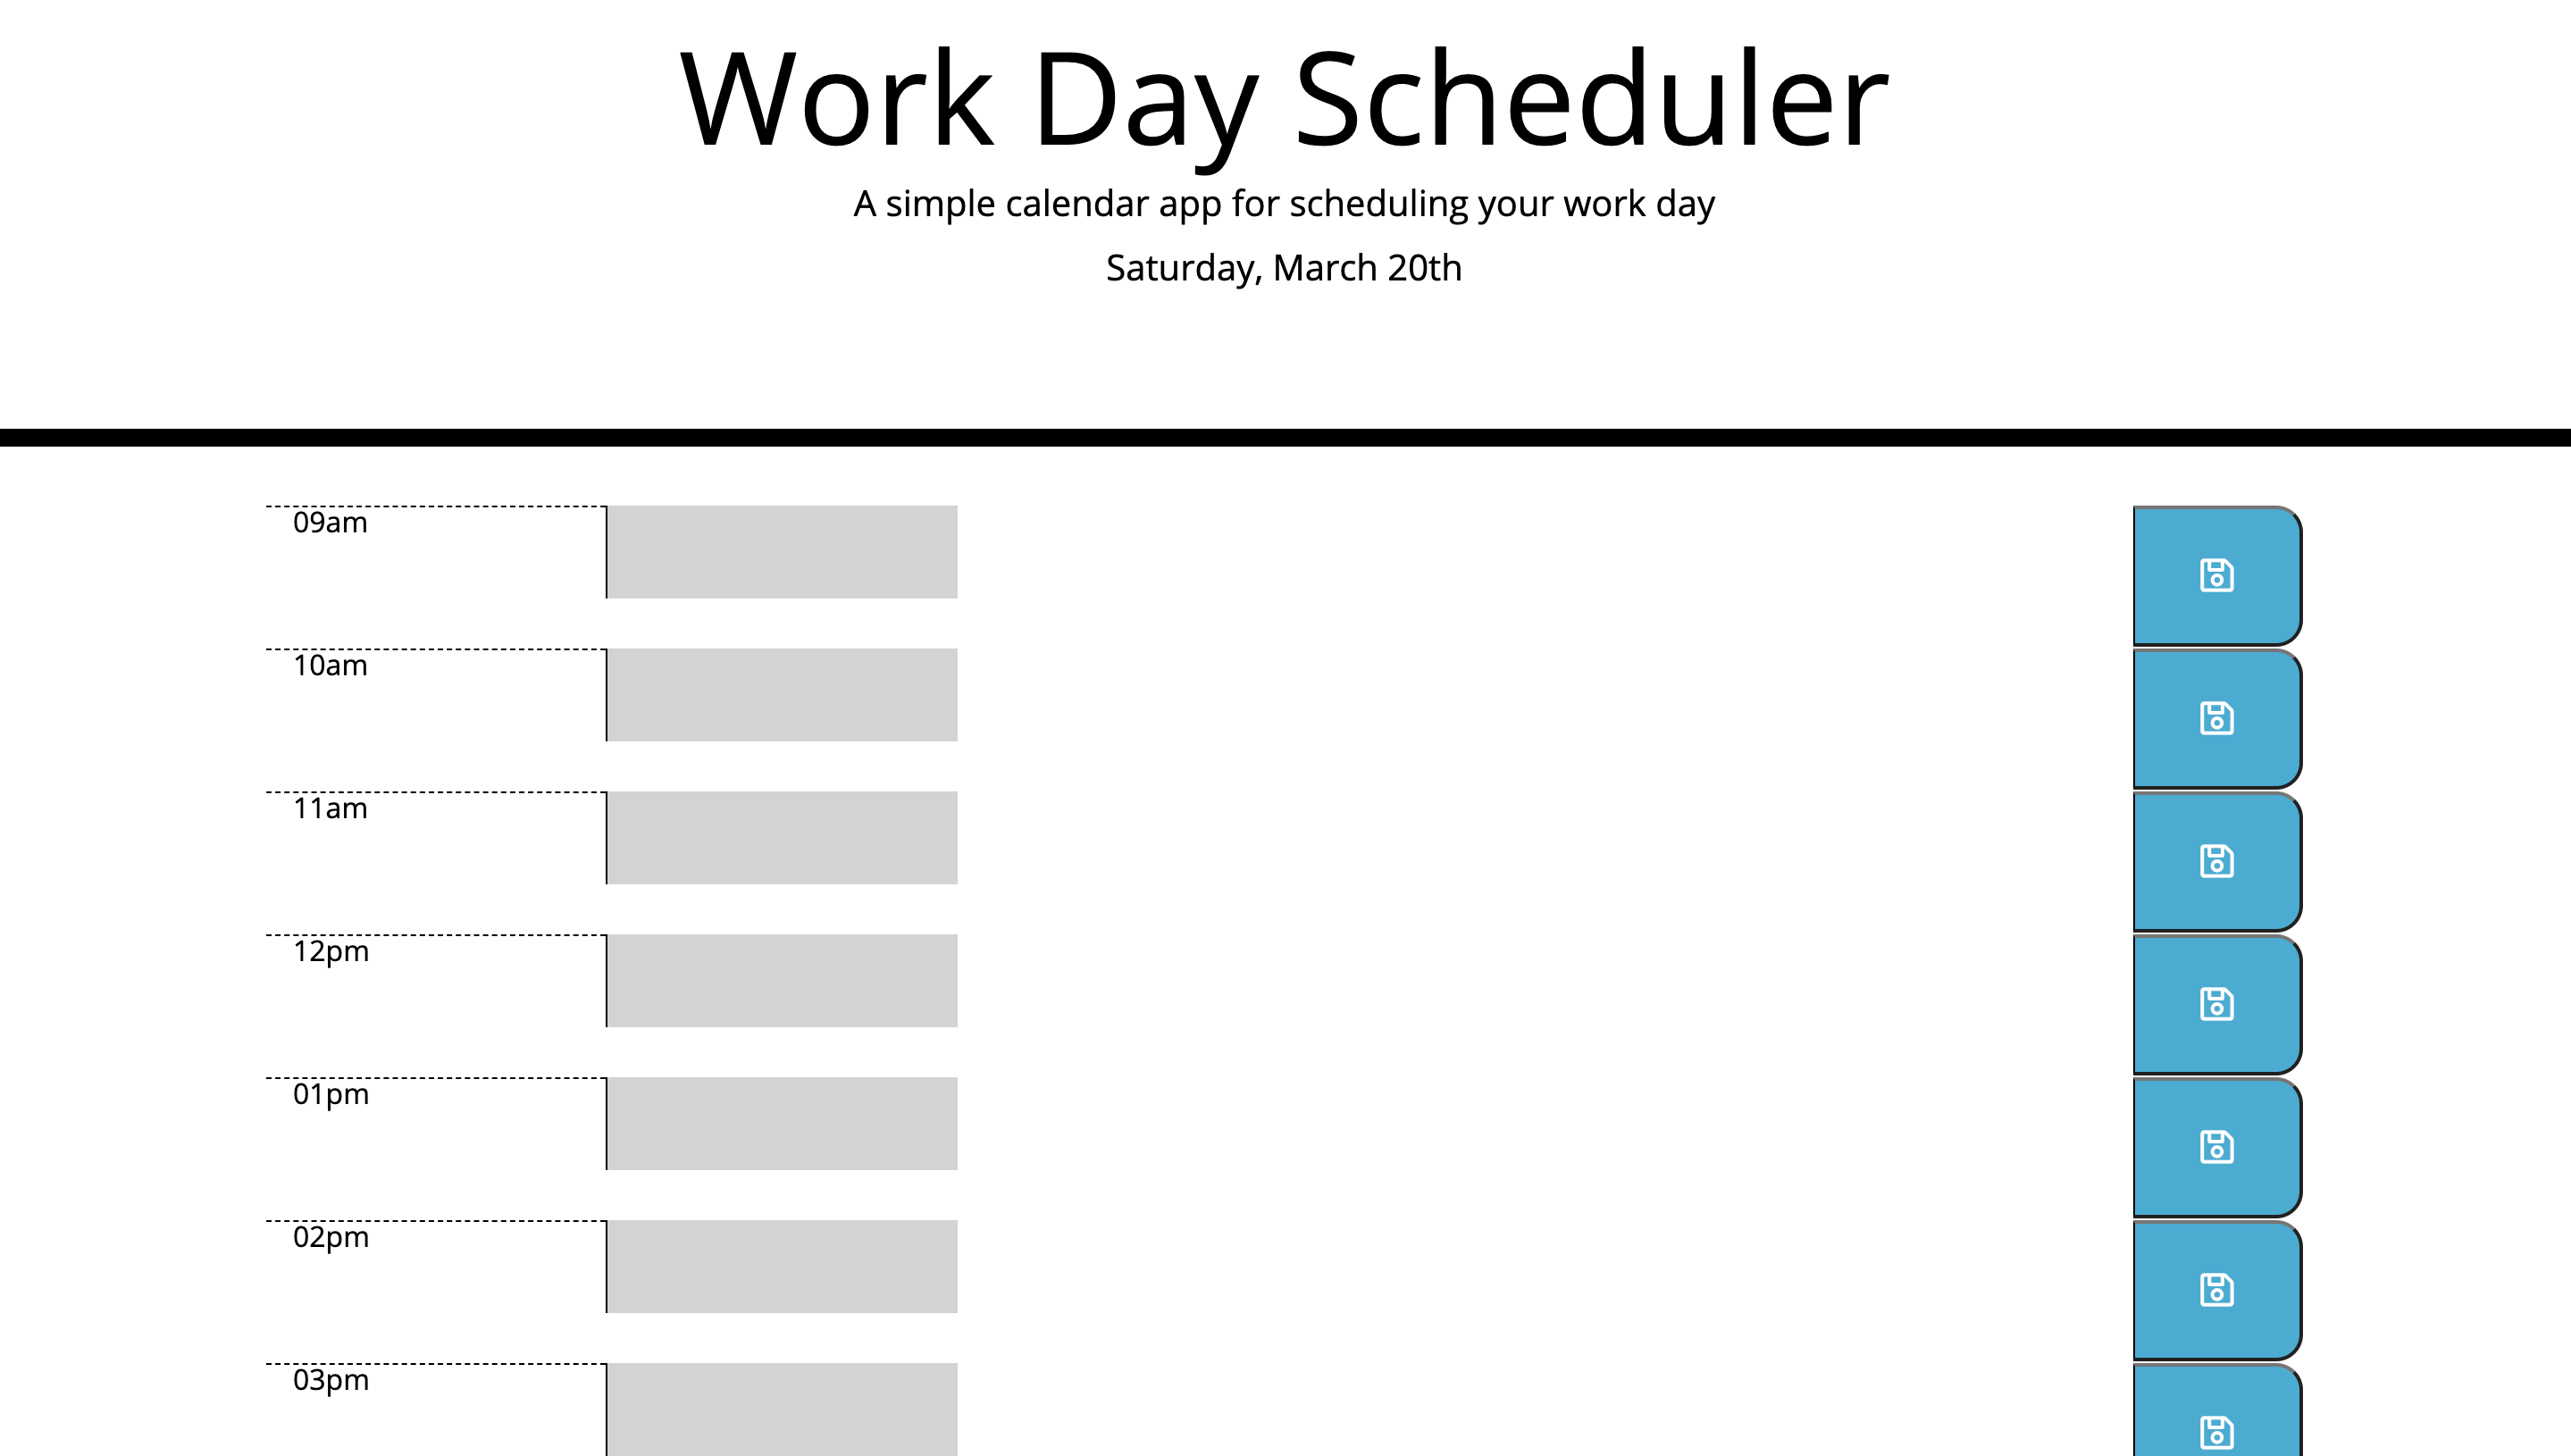 Work Day Scheduler
A simple calendar app for scheduling your work day
Saturday, March 20th
09am
10am
11am
12pm
01pm
02pm
03pm